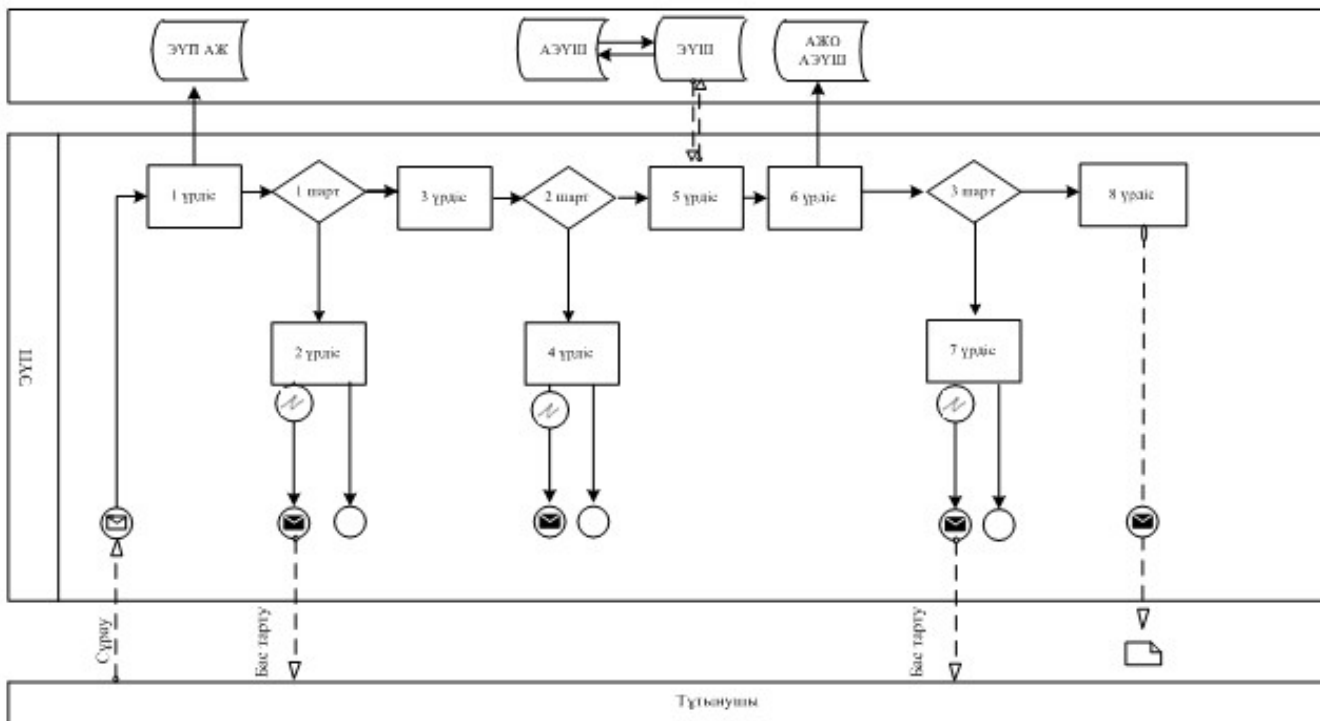 ЭҮП АЖ
АЭҮШ
ЭҮШ
АЖО
АЭҮШ
1 үрдіс
1 шарт
3 үрдіс
2 шарт
5 үрдіс
6 үрдіс
3 шарт
8 үрдіс
2 үрдіс
4 үрдіс
7 үрдіс
ЭҮП
Сұрау
Бас тарту
Бас тарту
Тұтынушы